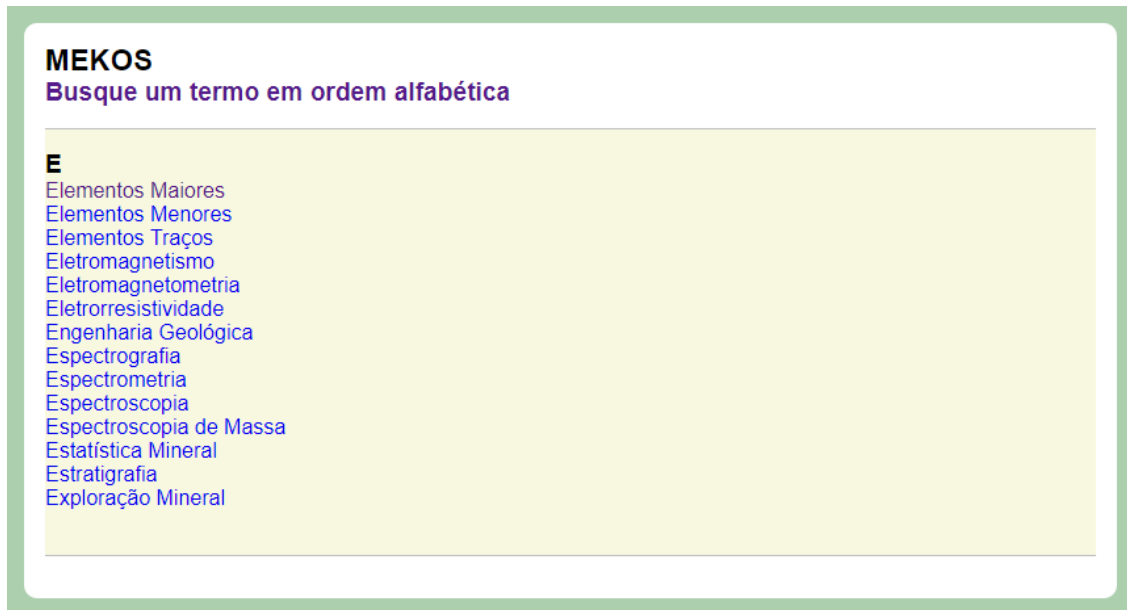 MEKOS
Busque um termo em ordem alfabética
E
Elementos Maiores
Elementos Menores
Elementos Traços
Eletromagnetismo
Eletromagnetometria
Eletrorresistividade
Engenharia Geológica
Espectrografia
Espectrometria
Espectroscopia
Espectroscopia de Massa
Estatística Mineral
Estratigrafia
Exploração Mineral